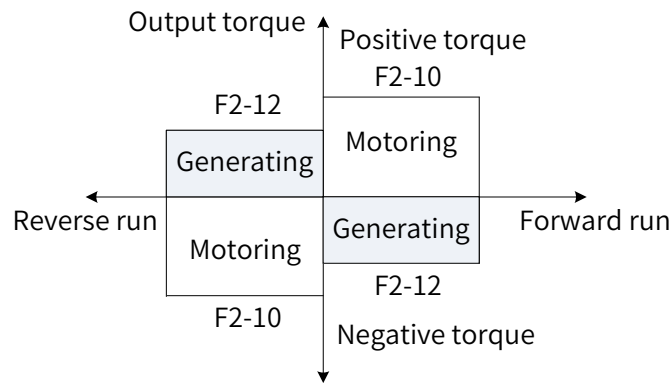 Output torque
Positive torque
F2-10
F2-12
Motoring
Generating
Reverse run
Forward run
Generating
Motoring
F2-12
F2-10
Negative torque